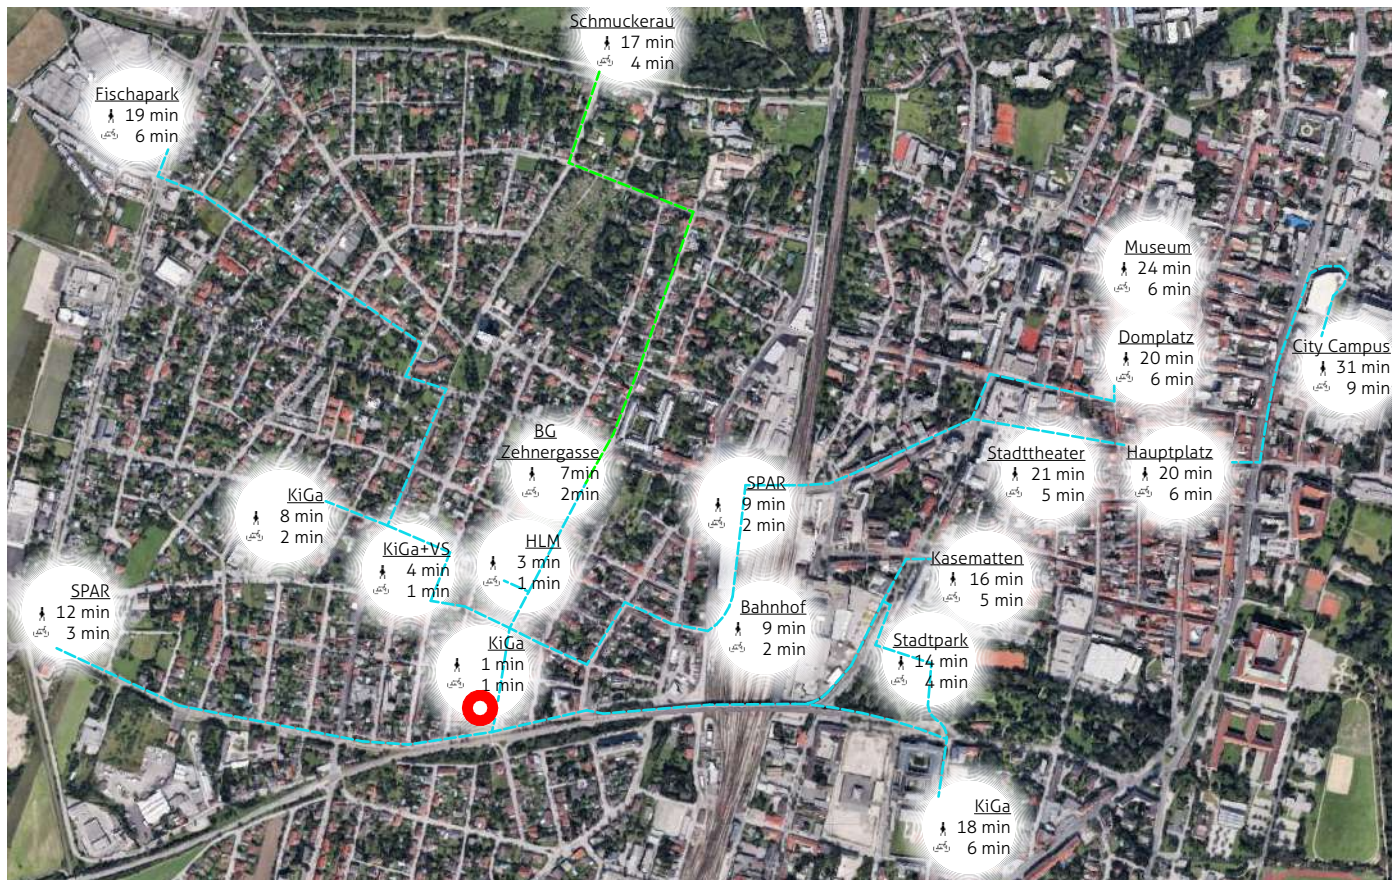 Schmuckerau
17 min
4 min
Fischapark
19 min
6 min
Museum
24 min
6 min
Domplatz
20 min
6 min
City Campus
31 min
9 min
BG
Zehnergasse
7min
2min
Stadttheater
21 min
5 min
Hauptplatz
20 min
6 min
SPAR
9 min
2 min
KiGa
8 min
2 min
KiGa+VS
4 min
1 min
HLM
3 min
1 min
Kasematten
16 min
5 min
SPAR
12 min
3 min
Bahnhof
9 min
2 min
Stadtpark
14 min
4 min
KiGa
1 min
1 min
KiGa
18 min
6 min